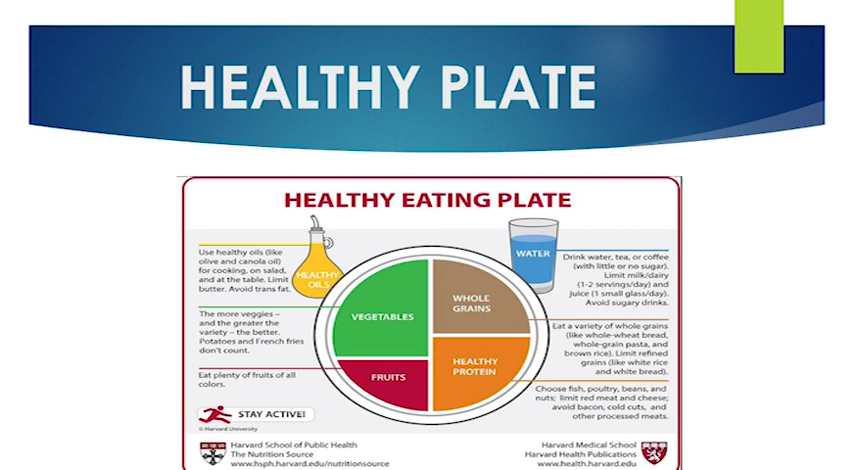 HEALTHY PLATE
HEALTHY EATING PLATE
Use healthy oils (like
olive and canola oil)
for cooking, on salad,
and at the table. Limit
butter. Avoid trans fat.
HEALTHY
OILS
The more veggies –
and the greater the
variety – the better.
Potatoes and French fries
don't count.
Eat plenty of fruits of all
colors.
STAY ACTIVE!
© Harvard University
VEGETABLES
FRUITS
WHOLE
GRAINS
HEALTHY
PROTEIN
WATER
Drink water, tea, or coffee
(with little or no sugar).
Limit milk/dairy
(1-2 servings/day) and
juice (1 small glass/day).
Avoid sugary drinks.
Eat a variety of whole grains
(like whole-wheat bread,
whole-grain pasta, and
brown rice). Limit refined
grains (like white rice
and white bread).
Choose fish, poultry, beans, and
nuts; limit red meat and cheese;
avoid bacon, cold cuts, and
other processed meats.
Harvard School of Public Health
The Nutrition Source
www.hsph.harvard.edu/nutritionsource
Harvard Medical School
Harvard Health Publications
www.health.harvard.edu